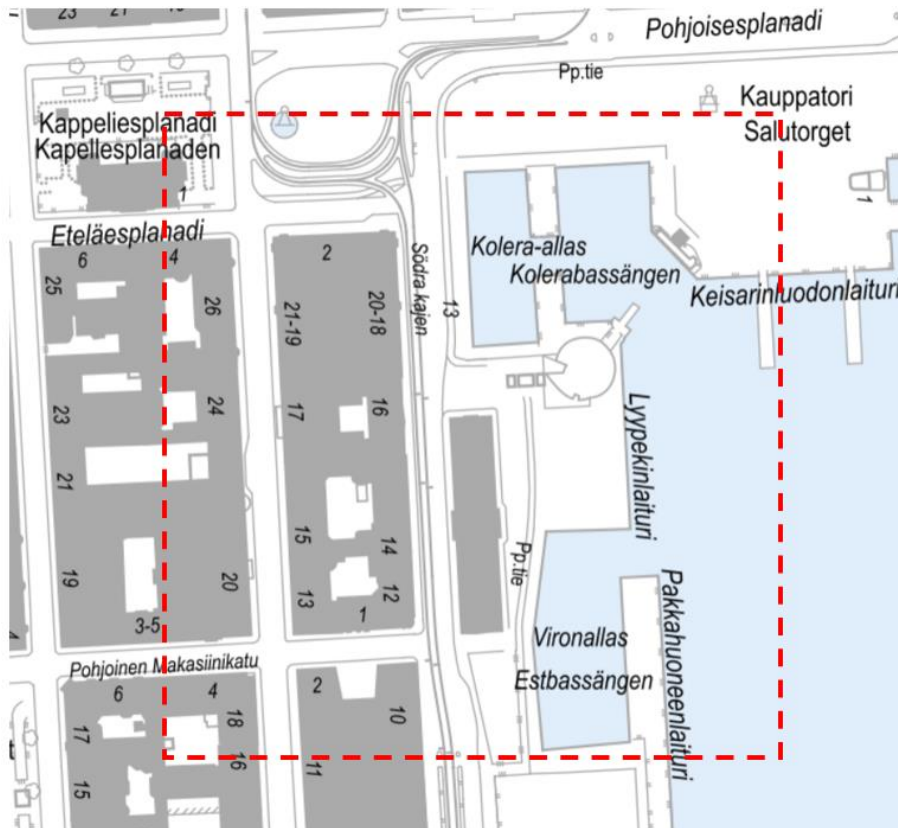 23
21
19
Pohjoisesplanadi
Pp.tie
Kauppatori
Salutorget
Kappeliesplanadi
Kapellesplanaden
1
1
Eteläesplanadi
6
4
2
Södra kajen
Kolera-allas
Kolerabassängen
Keisarinluodonlaituri
25
26
21-19
20-18
13
23
24
17
16
Lyypekinlaituri
21
15
14
Pp.tie
19
20
13
12
3-5
1
Pakkahuoneenlaituri
Vironallas
Estbassängen
Pohjoinen Makasiinikatu
6
4
2
17
18
10
15
16
11